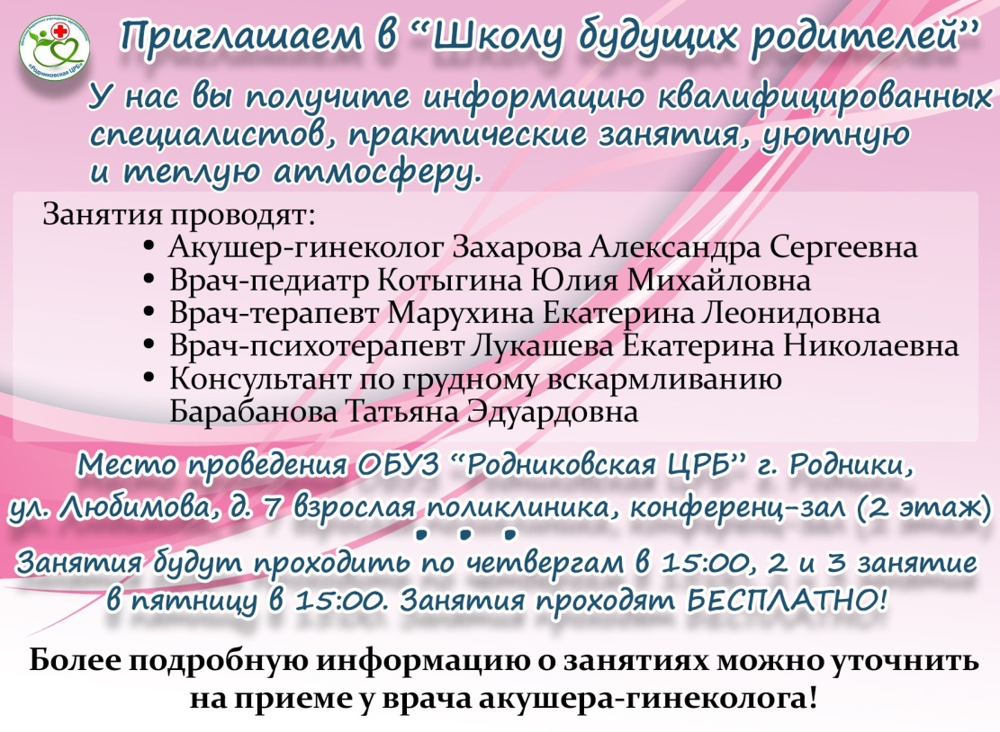 «Родниковская ЦРБ»
Приглашаем в “Школу будущих родителей”
У нас вы получите информацию квалифицированных
специалистов, практические занятия, уютную
и теплую атмосферу.
Занятия проводят:
• Акушер-гинеколог Захарова Александра Сергеевна
• Врач-педиатр Котыгина Юлия Михайловна
• Врач-терапевт Марухина Екатерина Леонидовна
• Врач-психотерапевт Лукашева Екатерина Николаевна
• Консультант по грудному вскармливанию
Барабанова Татьяна Эдуардовна
Место проведения ОБУЗ “Родниковская ЦРБ” г. Родники,
ул. Любимова, д. 7 взрослая поликлиника, конференц-зал (2 этаж)
• • •
Занятия будут проходить по четвергам в 15:00, 2 и 3 занятие
в пятницу в 15:00. Занятия проходят БЕСПЛАТНО!
Более подробную информацию о занятиях можно уточнить
на приеме у врача акушера-гинеколога!